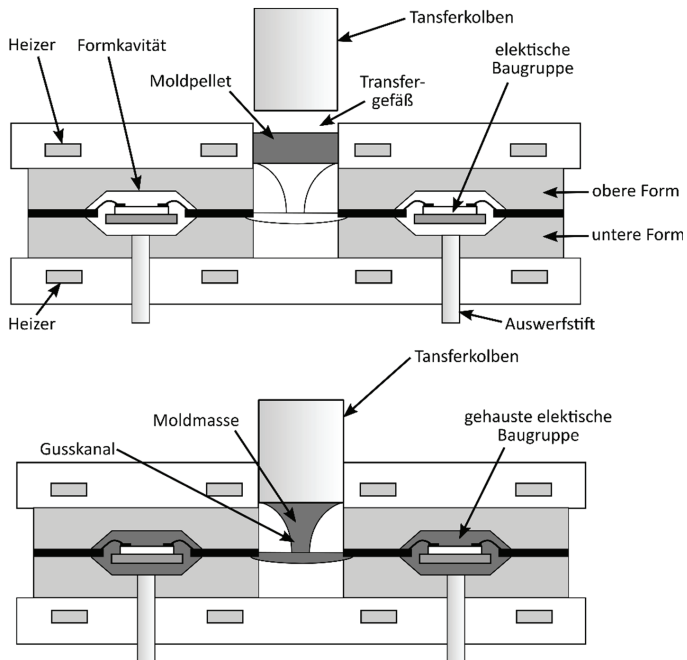 Tansferkolben
Heizer
Formkavität
elektische
Baugruppe
Moldpellet
Transfer-
gefäß
obere Form
untere Form
Heizer
Auswerfstift
Tansferkolben
Moldmasse
gehauste elektische
Baugruppe
Gusskanal